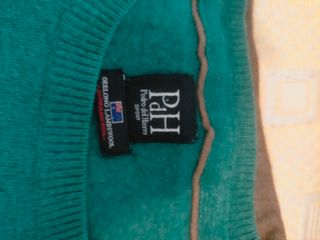 PdH
Pedro del Hierro
SPORT
GEELONG LAMBSWOOL